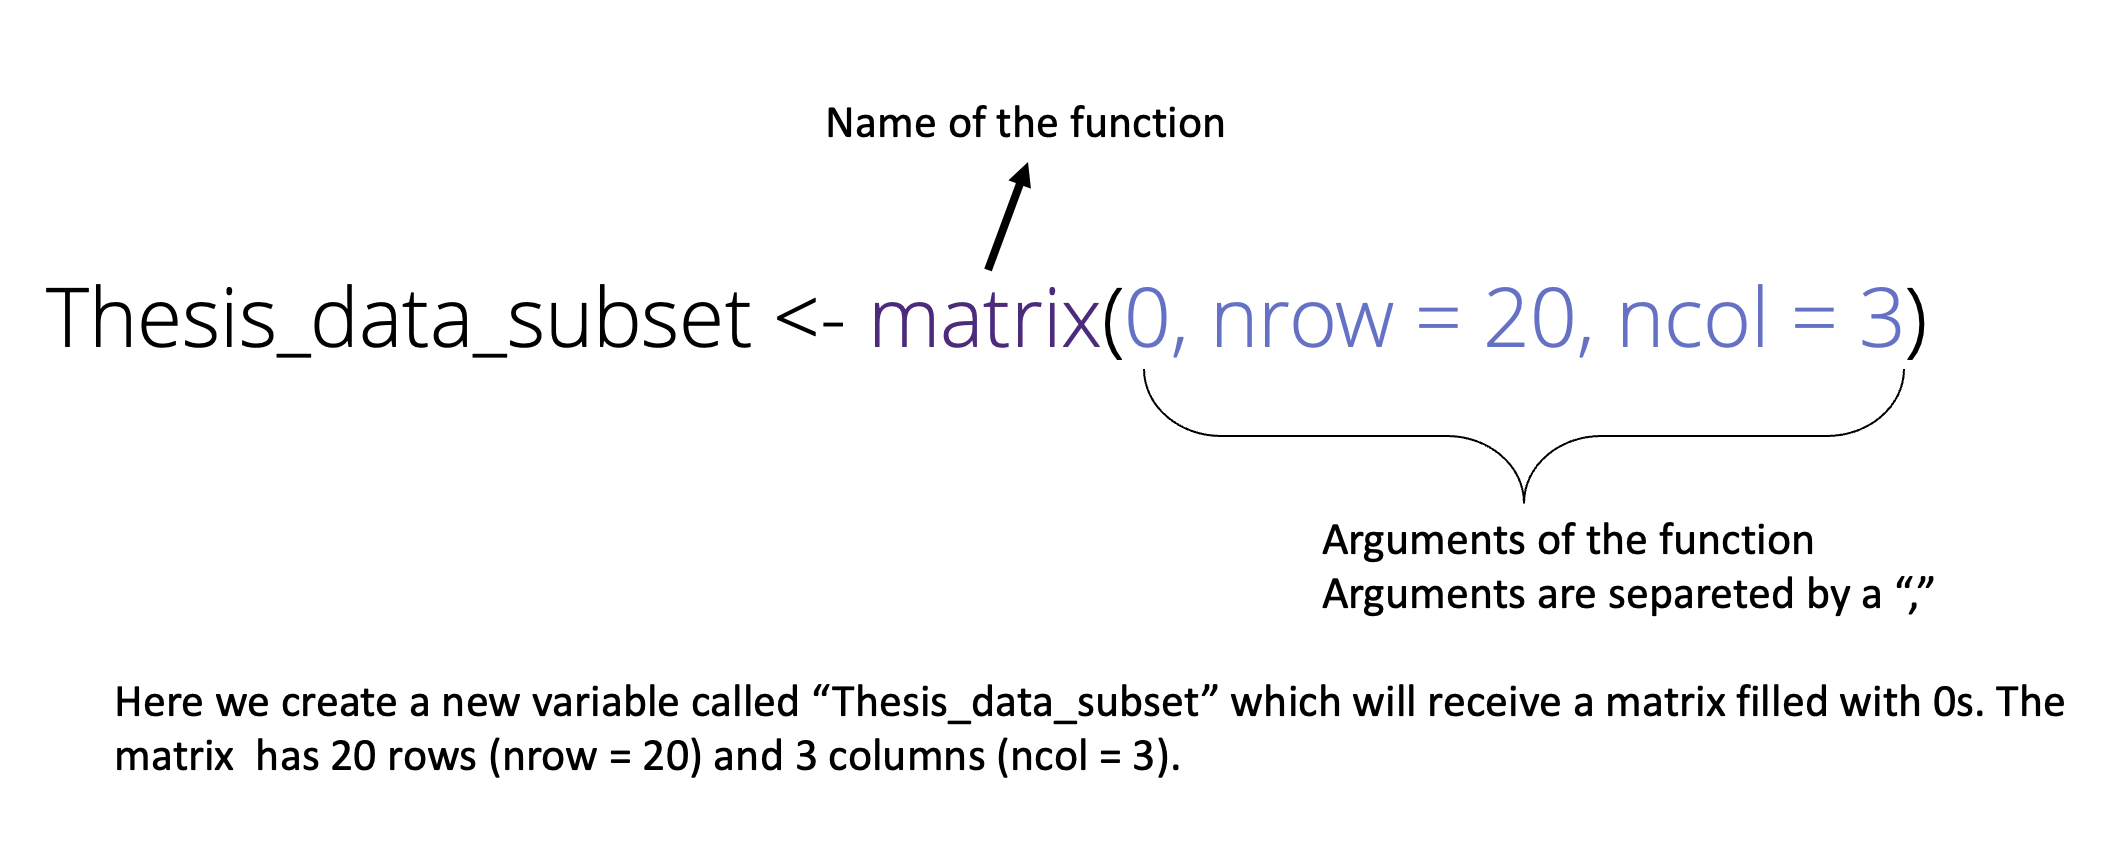 Name of the function
Thesis_data_subset <- matrix(0, nrow = 20, ncol = 3)
Arguments of the function
Arguments are separeted by a “,”
Here we create a new variable called “Thesis_data_subset” which will receive a matrix filled with 0s. The
matrix  has 20 rows (nrow = 20) and 3 columns (ncol = 3).